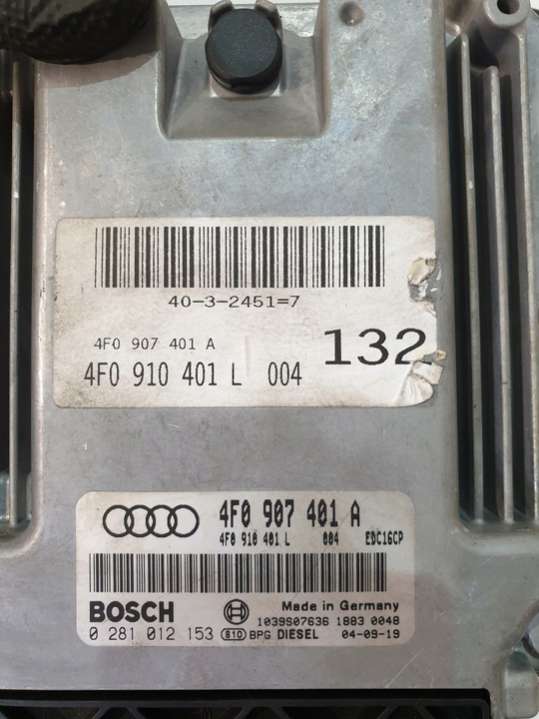 40-3-2451=7
4F0 907 401 A
132
4F0 910 401 L 004
4F0 907 401 A
4F0 910 401 L 004 EDC16CP
BOSCH Made in Germany
1039S07636 1883 0048
0 281 012 153 610 BPG DIESEL 04-09-19